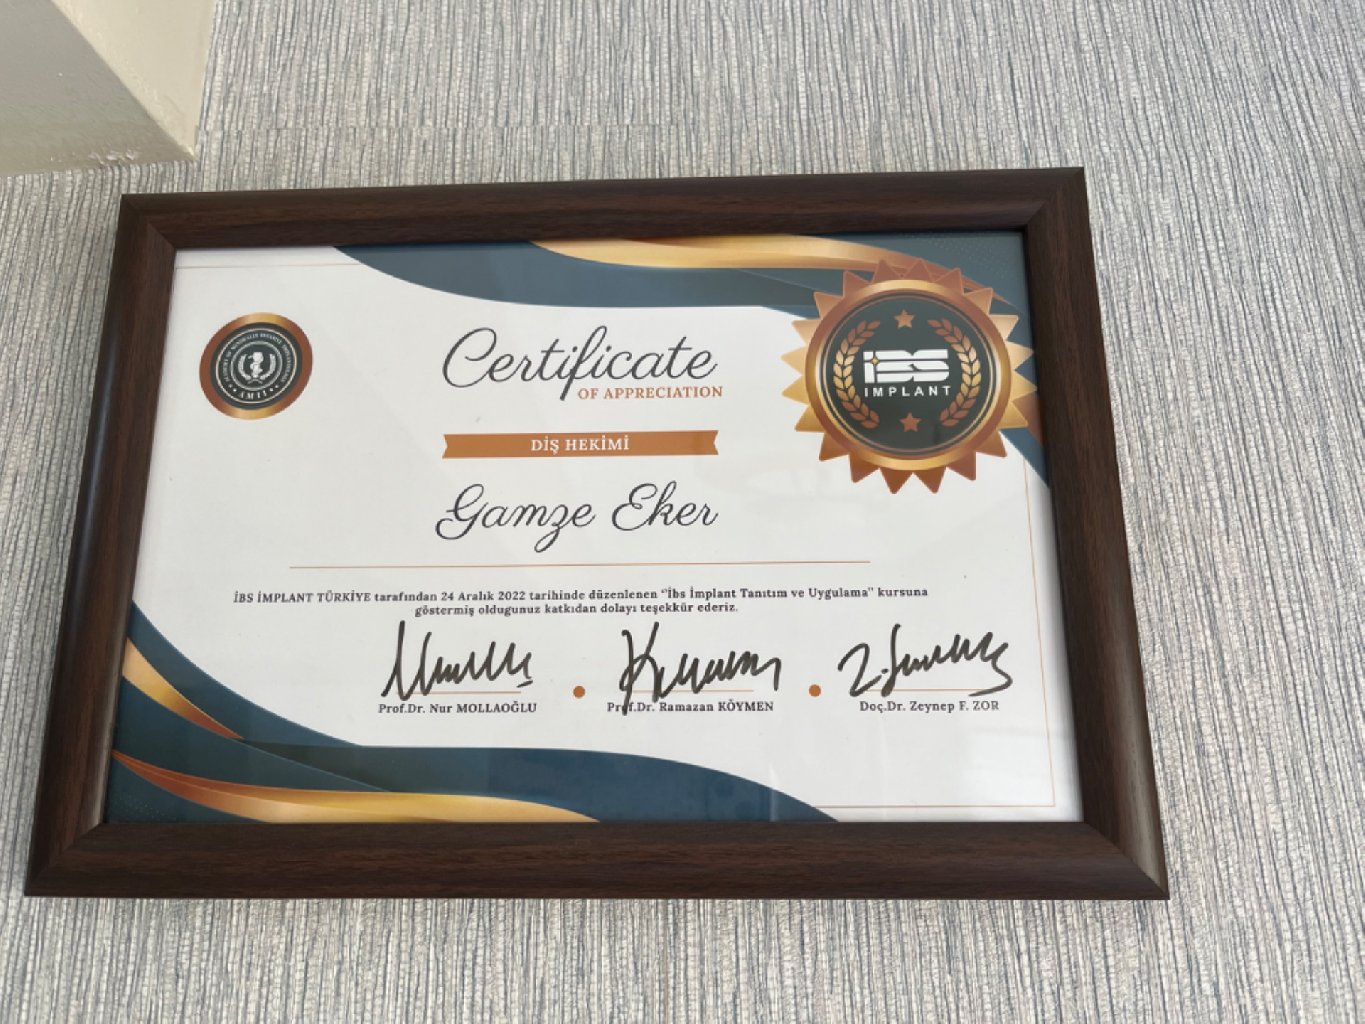 Certificate
OF APPRECIATION
DİŞ HEKİMİ
Gamze Eker
İBS İMPLANT TÜRKİYE tarafından 24 Aralık 2022 tarihinde düzenlenen "İbs İmplant Tanıtım ve Uygulama" kursuna
göstermiş oldugunuz katkıdan dolayı teşekkür ederiz.
Prof.Dr. Nur MOLLAOĞLU
Prof.Dr. Ramazan KÖYMEN
Doç.Dr. Zeynep F. ZOR
iBS
IMPLANT
AMII